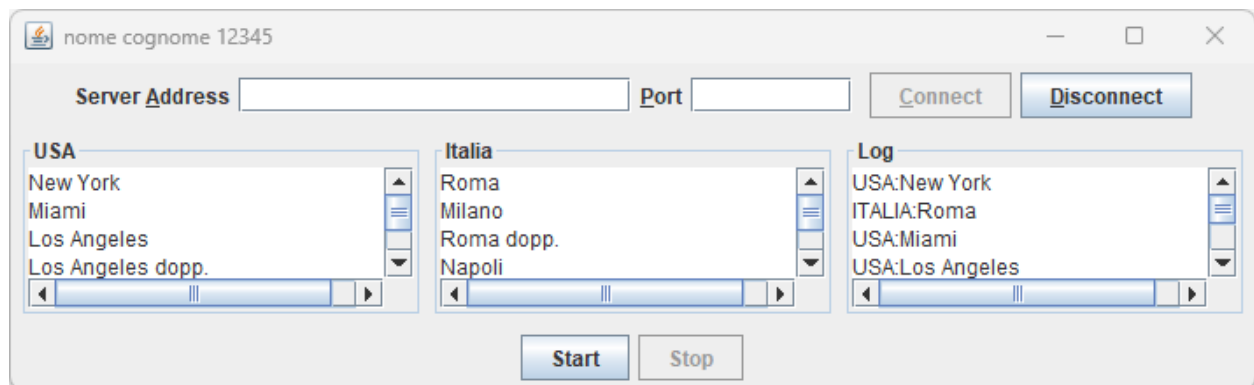 nome cognome 12345
Server Address Port Connect Disconnect
USA Italia Log
New York Roma USA:New York
Miami Milano ITALIA:Roma
Los Angeles Roma dopp. USA:Miami
Los Angeles dopp. Napoli USA:Los Angeles
Start Stop